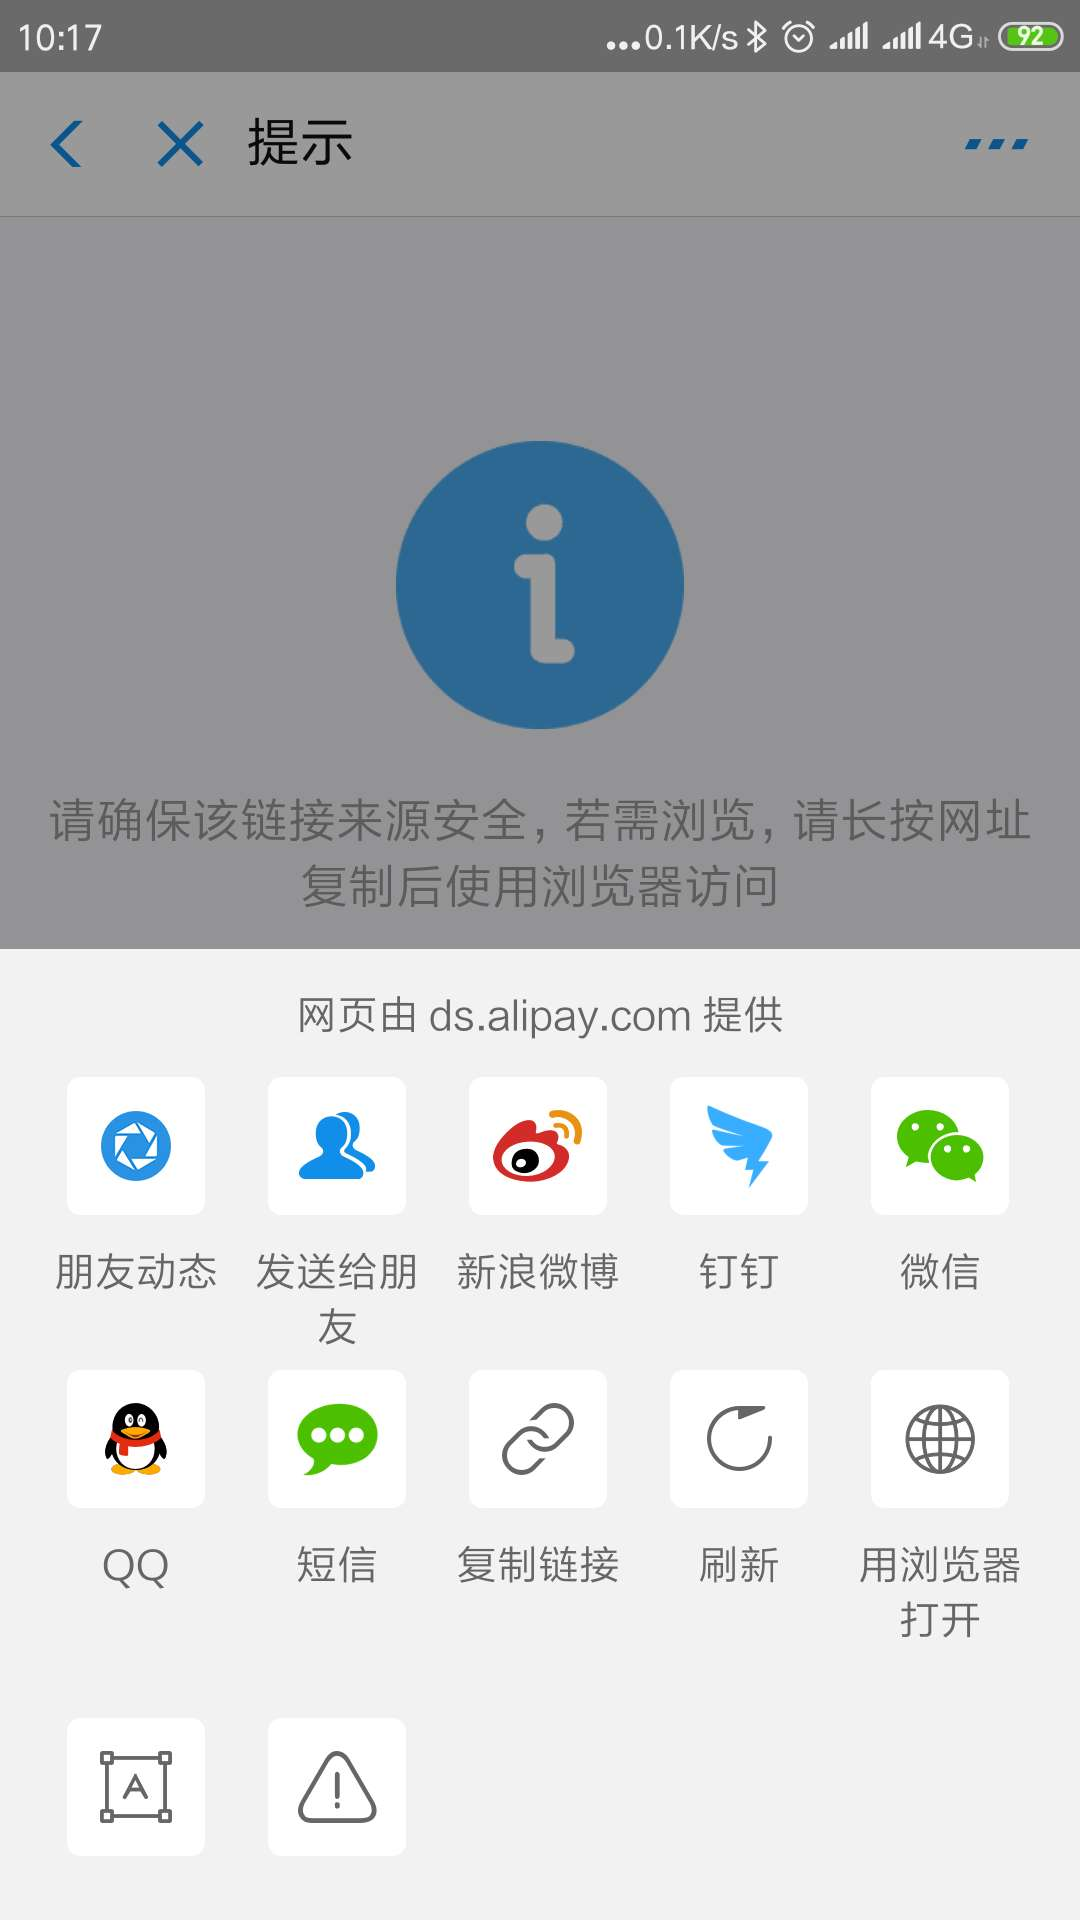 10:17
...0.1K/s 4G 92
提示
请确保该链接来源安全，若需浏览，请长按网址
复制后使用浏览器访问
网页由 ds.alipay.com 提供
朋友动态 发送给朋友 新浪微博 钉钉 微信
QQ 短信 复制链接 刷新 用浏览器打开
A